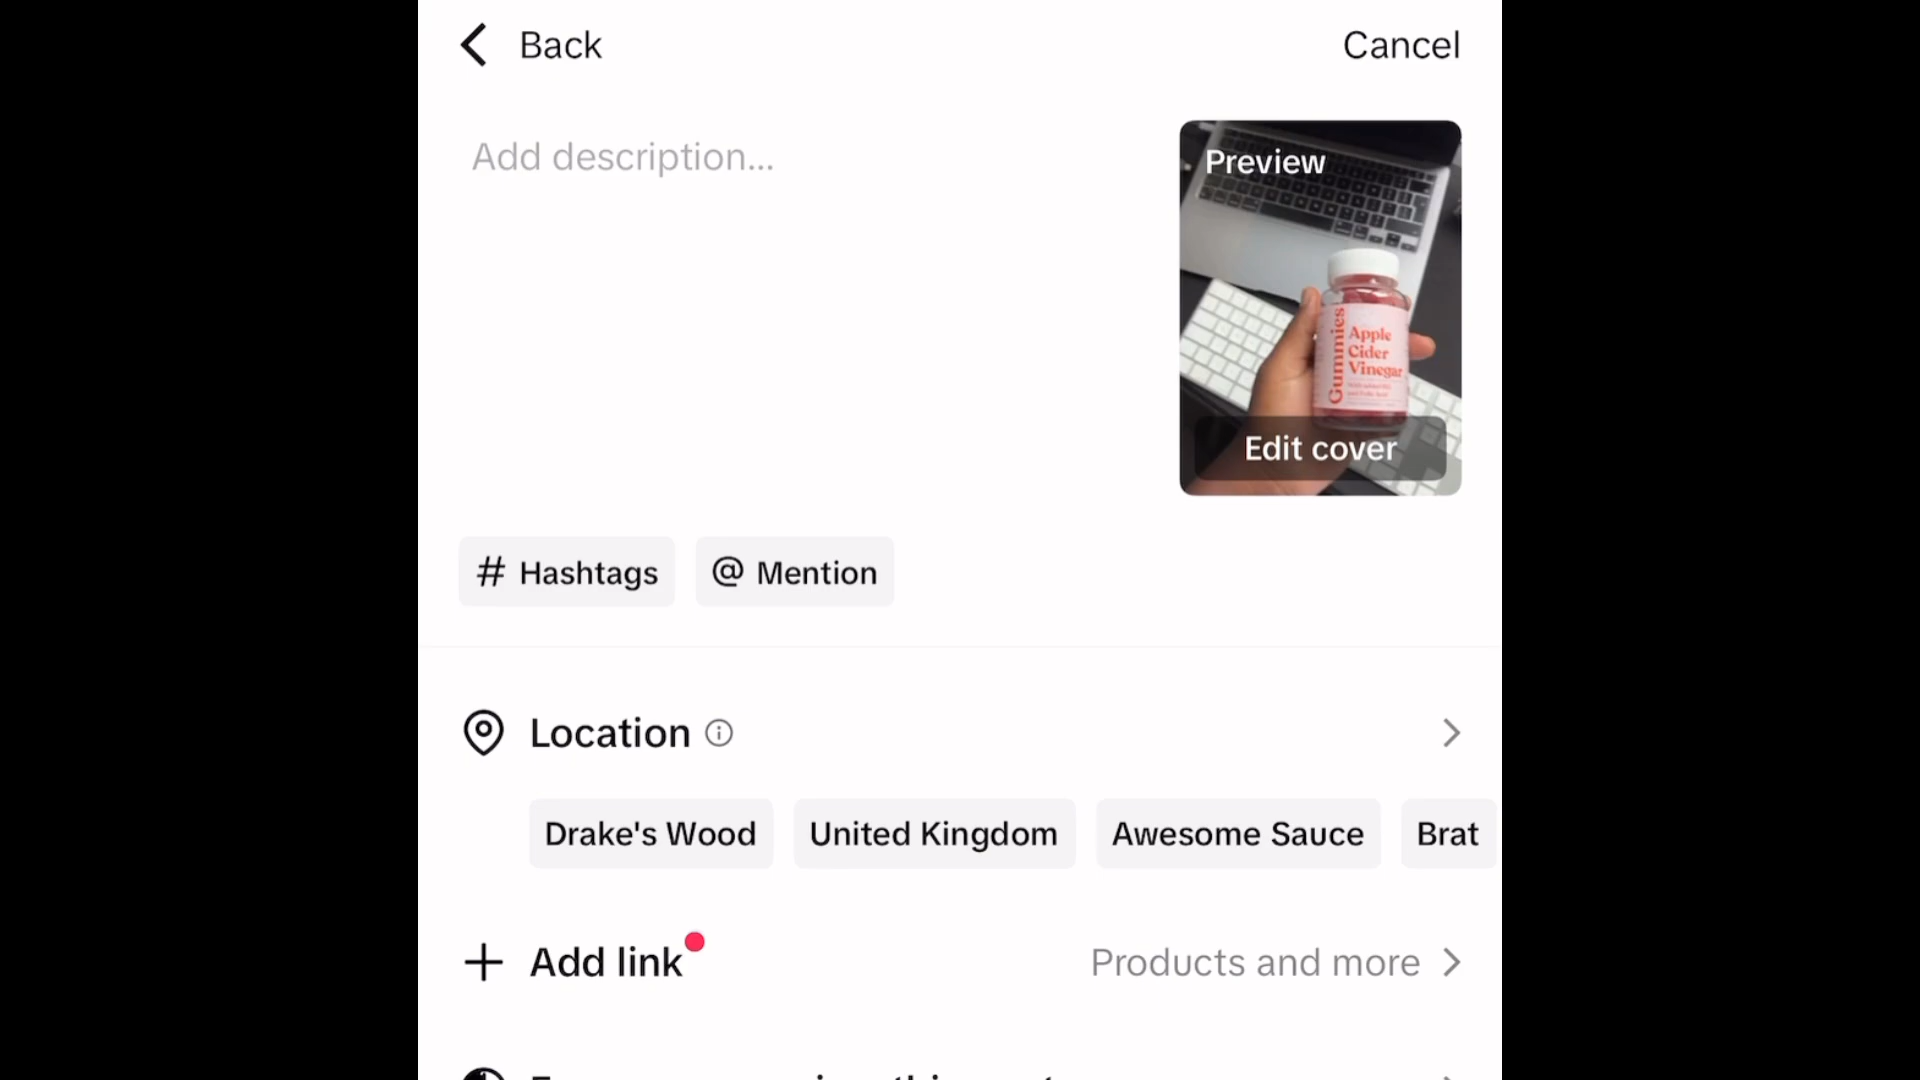 Back
Cancel
Add description...
Preview
Gummies
Apple
Cider
Vinegar
Edit cover
# Hashtags
@ Mention
Location
Drake's Wood
United Kingdom
Awesome Sauce
Brat
Add link
Products and more